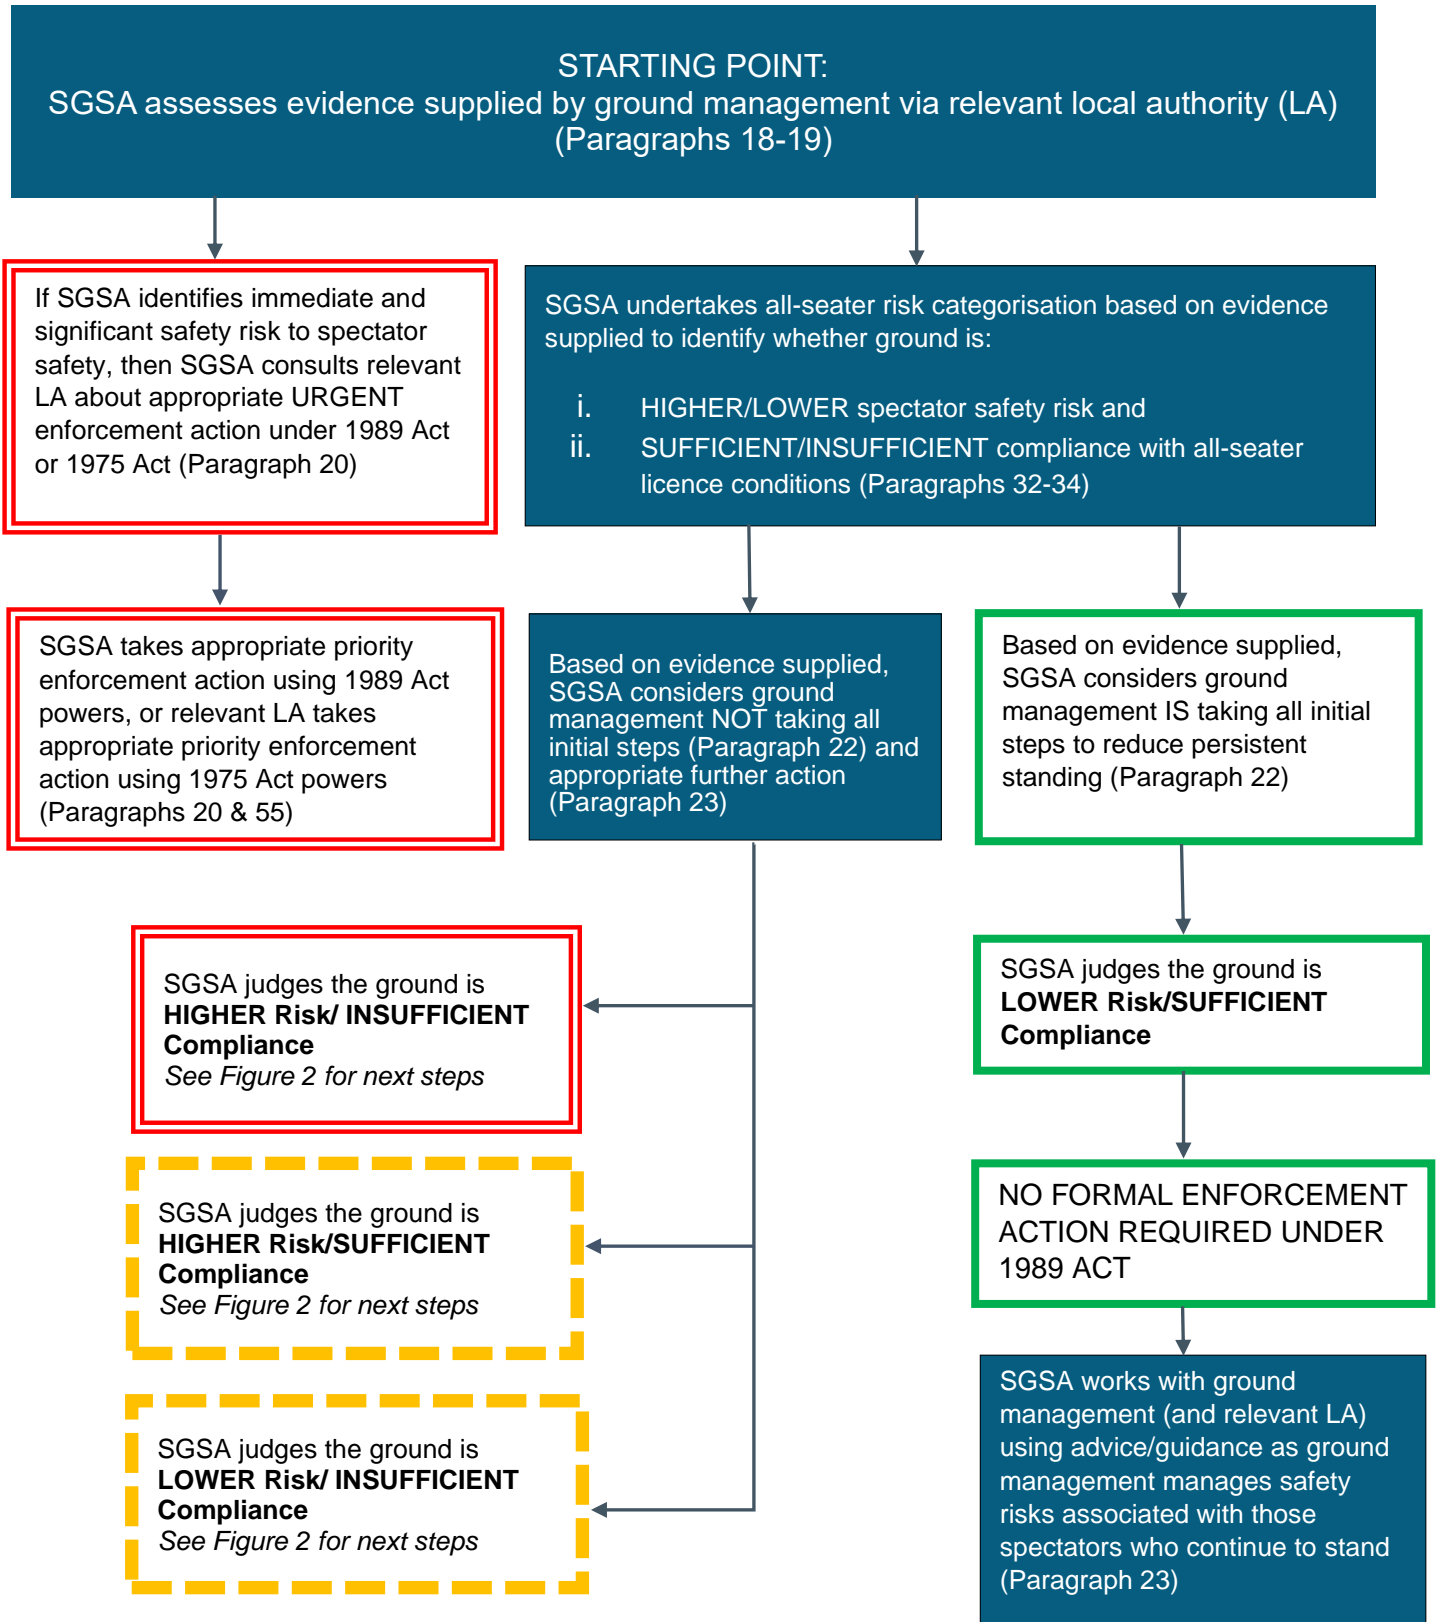 STARTING POINT:
SGSA assesses evidence supplied by ground management via relevant local authority (LA)
(Paragraphs 18-19)
If SGSA identifies immediate and
significant safety risk to spectator
safety, then SGSA consults relevant
LA about appropriate URGENT
enforcement action under 1989 Act
or 1975 Act (Paragraph 20)
SGSA undertakes all-seater risk categorisation based on evidence
supplied to identify whether ground is:
i. HIGHER/LOWER spectator safety risk and
ii. SUFFICIENT/INSUFFICIENT compliance with all-seater
licence conditions (Paragraphs 32-34)
SGSA takes appropriate priority
enforcement action using 1989 Act
powers, or relevant LA takes
appropriate priority enforcement
action using 1975 Act powers
(Paragraphs 20 & 55)
Based on evidence supplied,
SGSA considers ground
management NOT taking all
initial steps (Paragraph 22) and
appropriate further action
(Paragraph 23)
Based on evidence supplied,
SGSA considers ground
management IS taking all initial
steps to reduce persistent
standing (Paragraph 22)
SGSA judges the ground is
HIGHER Risk/ INSUFFICIENT
Compliance
See Figure 2 for next steps
SGSA judges the ground is
LOWER Risk/SUFFICIENT
Compliance
SGSA judges the ground is
HIGHER Risk/SUFFICIENT
Compliance
See Figure 2 for next steps
NO FORMAL ENFORCEMENT
ACTION REQUIRED UNDER
1989 ACT
SGSA judges the ground is
LOWER Risk/ INSUFFICIENT
Compliance
See Figure 2 for next steps
SGSA works with ground
management (and relevant LA)
using advice/guidance as ground
management manages safety
risks associated with those
spectators who continue to stand
(Paragraph 23)